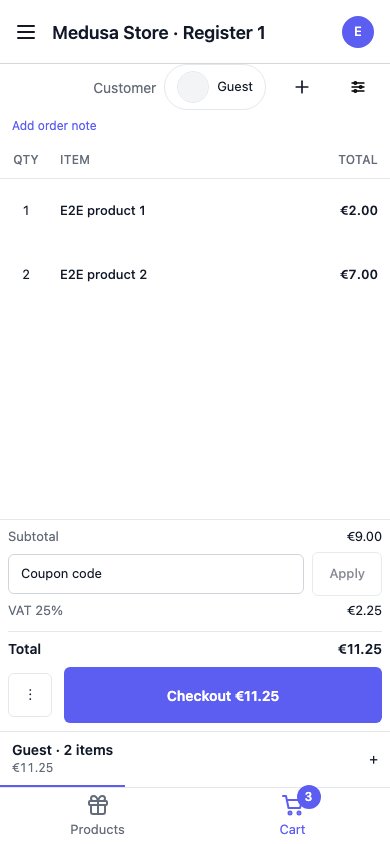 Medusa Store · Register 1
E
Customer
Guest
Add order note
QTY ITEM TOTAL
1 E2E product 1 €2.00
2 E2E product 2 €7.00
Subtotal €9.00
Coupon code Apply
VAT 25% €2.25
Total €11.25
Checkout €11.25
Guest · 2 items
€11.25
+
3
Products Cart